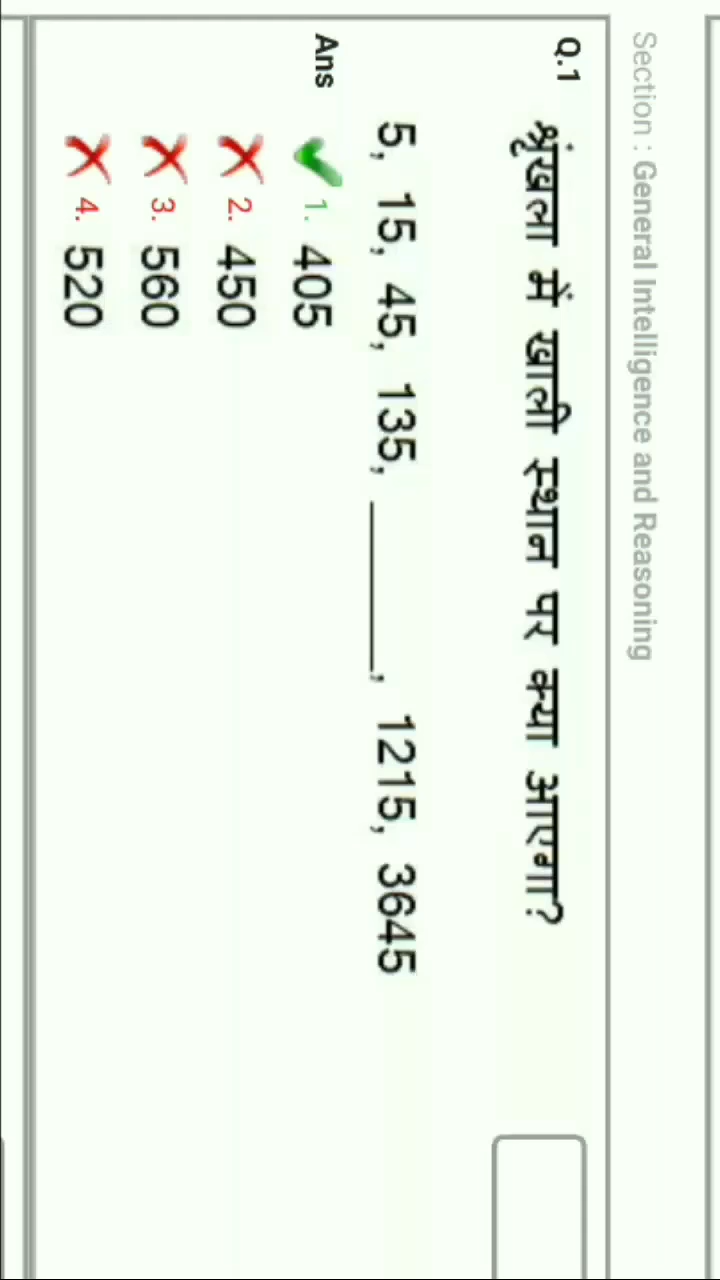 Section : General Intelligence and Reasoning
Q.1 श्रृंखला में खाली स्थान पर क्या आएगा?
5, 15, 45, 135, ________, 1215, 3645
Ans 1. 405
2. 450
3. 560
4. 520